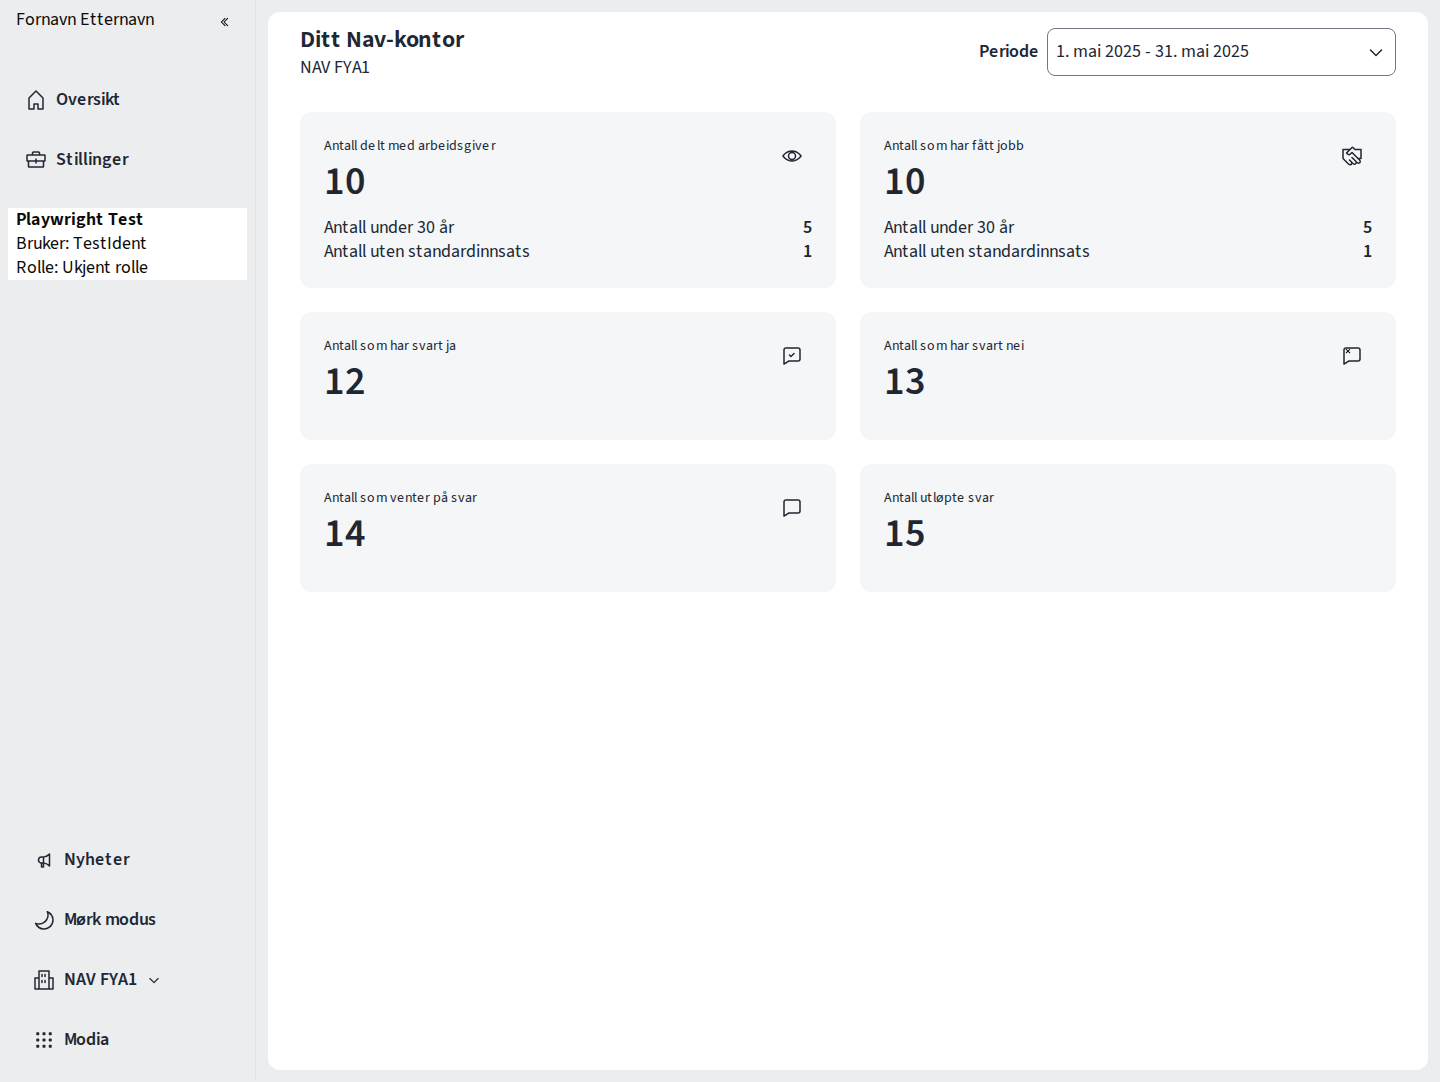 Fornavn Etternavn
Oversikt
Stillinger
Playwright Test
Bruker: TestIdent
Rolle: Ukjent rolle
Nyheter
Mørk modus
NAV FYA1
Modia
Ditt Nav-kontor
NAV FYA1
Periode
1. mai 2025 - 31. mai 2025
Antall delt med arbeidsgiver
10
Antall under 30 år 5
Antall uten standardinnsats 1
Antall som har fått jobb
10
Antall under 30 år 5
Antall uten standardinnsats 1
Antall som har svart ja
12
Antall som har svart nei
13
Antall som venter på svar
14
Antall utløpte svar
15